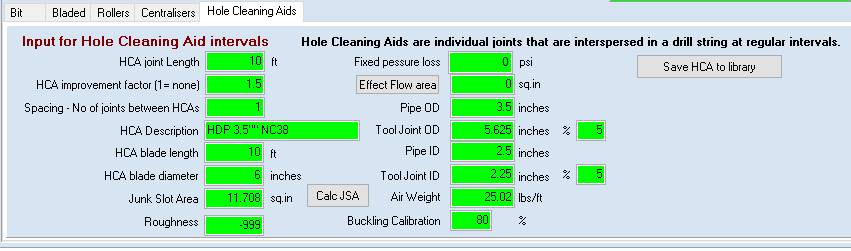 Bit Bladed Rollers Centralisers Hole Cleaning Aids
Input for Hole Cleaning Aid intervals Hole Cleaning Aids are individual joints that are interspersed in a drill string at regular intervals.
HCA joint Length 10 ft Fixed pessure loss 0 psi Save HCA to library
HCA improvement factor (1= none) 1.5 Effect Flow area 0 sq.in
Spacing - No of joints between HCAs 1 Pipe OD 3.5 inches
HCA Description HDP 3.5"" NC38 Tool Joint OD 5.625 inches % 5
HCA blade length 10 ft Pipe ID 2.5 inches
HCA blade diameter 6 inches Tool Joint ID 2.25 inches % 5
Junk Slot Area 11.708 sq.in Calc JSA Air Weight 25.02 lbs/ft
Roughness -999 Buckling Calibration 80 %